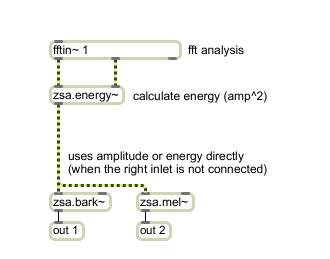 fftin~ 1
fft analysis
zsa.energy~
calculate energy (amp^2)
uses amplitude or energy directly
(when the right inlet is not connected)
zsa.bark~
zsa.mel~
out 1
out 2